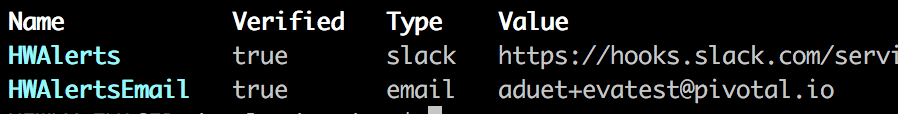 Name Verified Type Value
HWAlerts true slack https://hooks.slack.com/servi
HWAlertsEmail true email aduet+evatest@pivotal.io